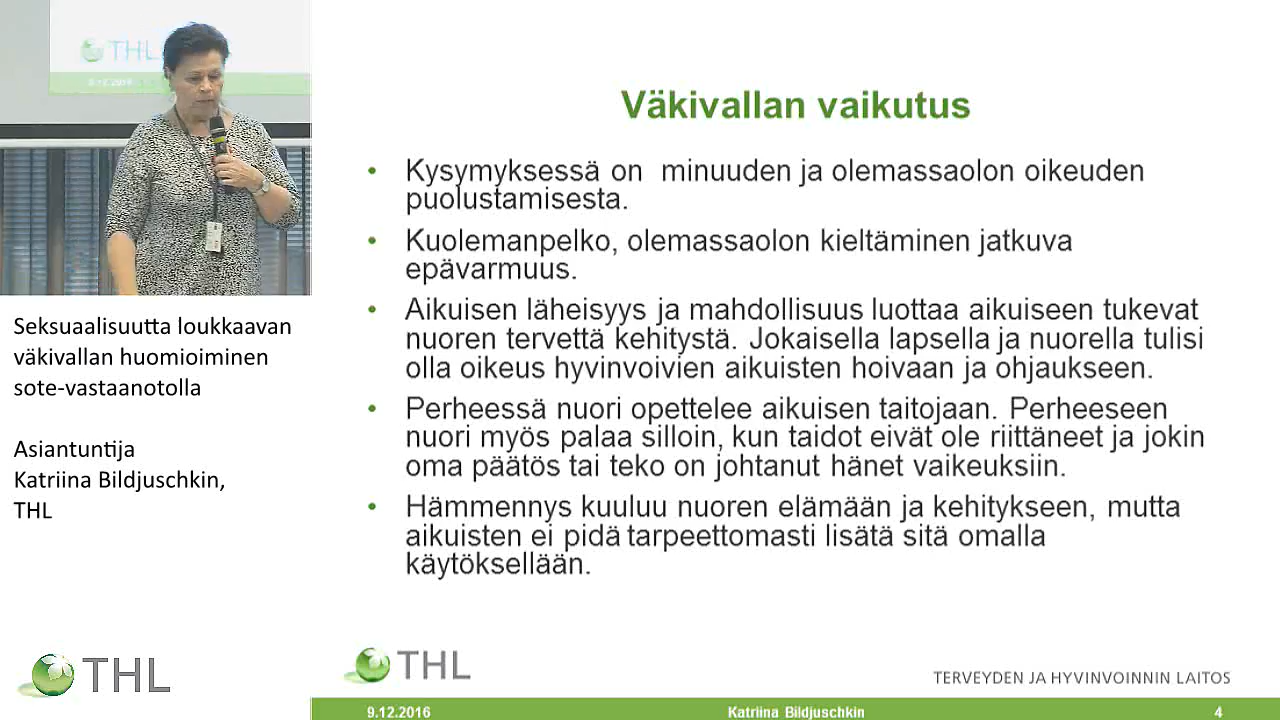 THL
Seksuaalisuutta loukkaavan
väkivallan huomioiminen
sote-vastaanotolla
Asiantuntija
Katriina Bildjuschkin,
THL
THL
Väkivallan vaikutus
• Kysymyksessä on minuuden ja olemassaolon oikeuden
puolustamisesta.
• Kuolemanpelko, olemassaolon kieltäminen jatkuva
epävarmuus.
• Aikuisen läheisyys ja mahdollisuus luottaa aikuiseen tukevat
nuoren tervettä kehitystä. Jokaisella lapsella ja nuorella tulisi
olla oikeus hyvinvoivien aikuisten hoivaan ja ohjaukseen.
• Perheessä nuori opettelee aikuisen taitojaan. Perheeseen
nuori myös palaa silloin, kun taidot eivät ole riittäneet ja jokin
oma päätös tai teko on johtanut hänet vaikeuksiin.
• Hämmennys kuuluu nuoren elämään ja kehitykseen, mutta
aikuisten ei pidä tarpeettomasti lisätä sitä omalla
käytöksellään.
THL
TERVEYDEN JA HYVINVOINNIN LAITOS
9.12.2016 Katriina Bildjuschkin 4